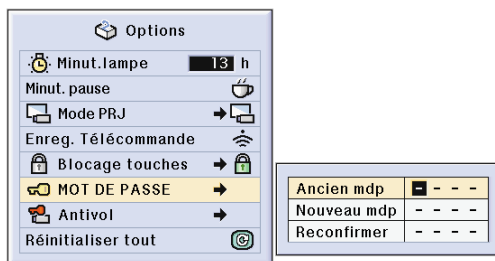 Options
Minut.lampe 13 h
Minut. pause
Mode PRJ
Enreg. Télécommande
Blocage touches
MOT DE PASSE
Antivol
Réinitialiser tout
Ancien mdp - - - -
Nouveau mdp - - - -
Reconfirmer - - - -